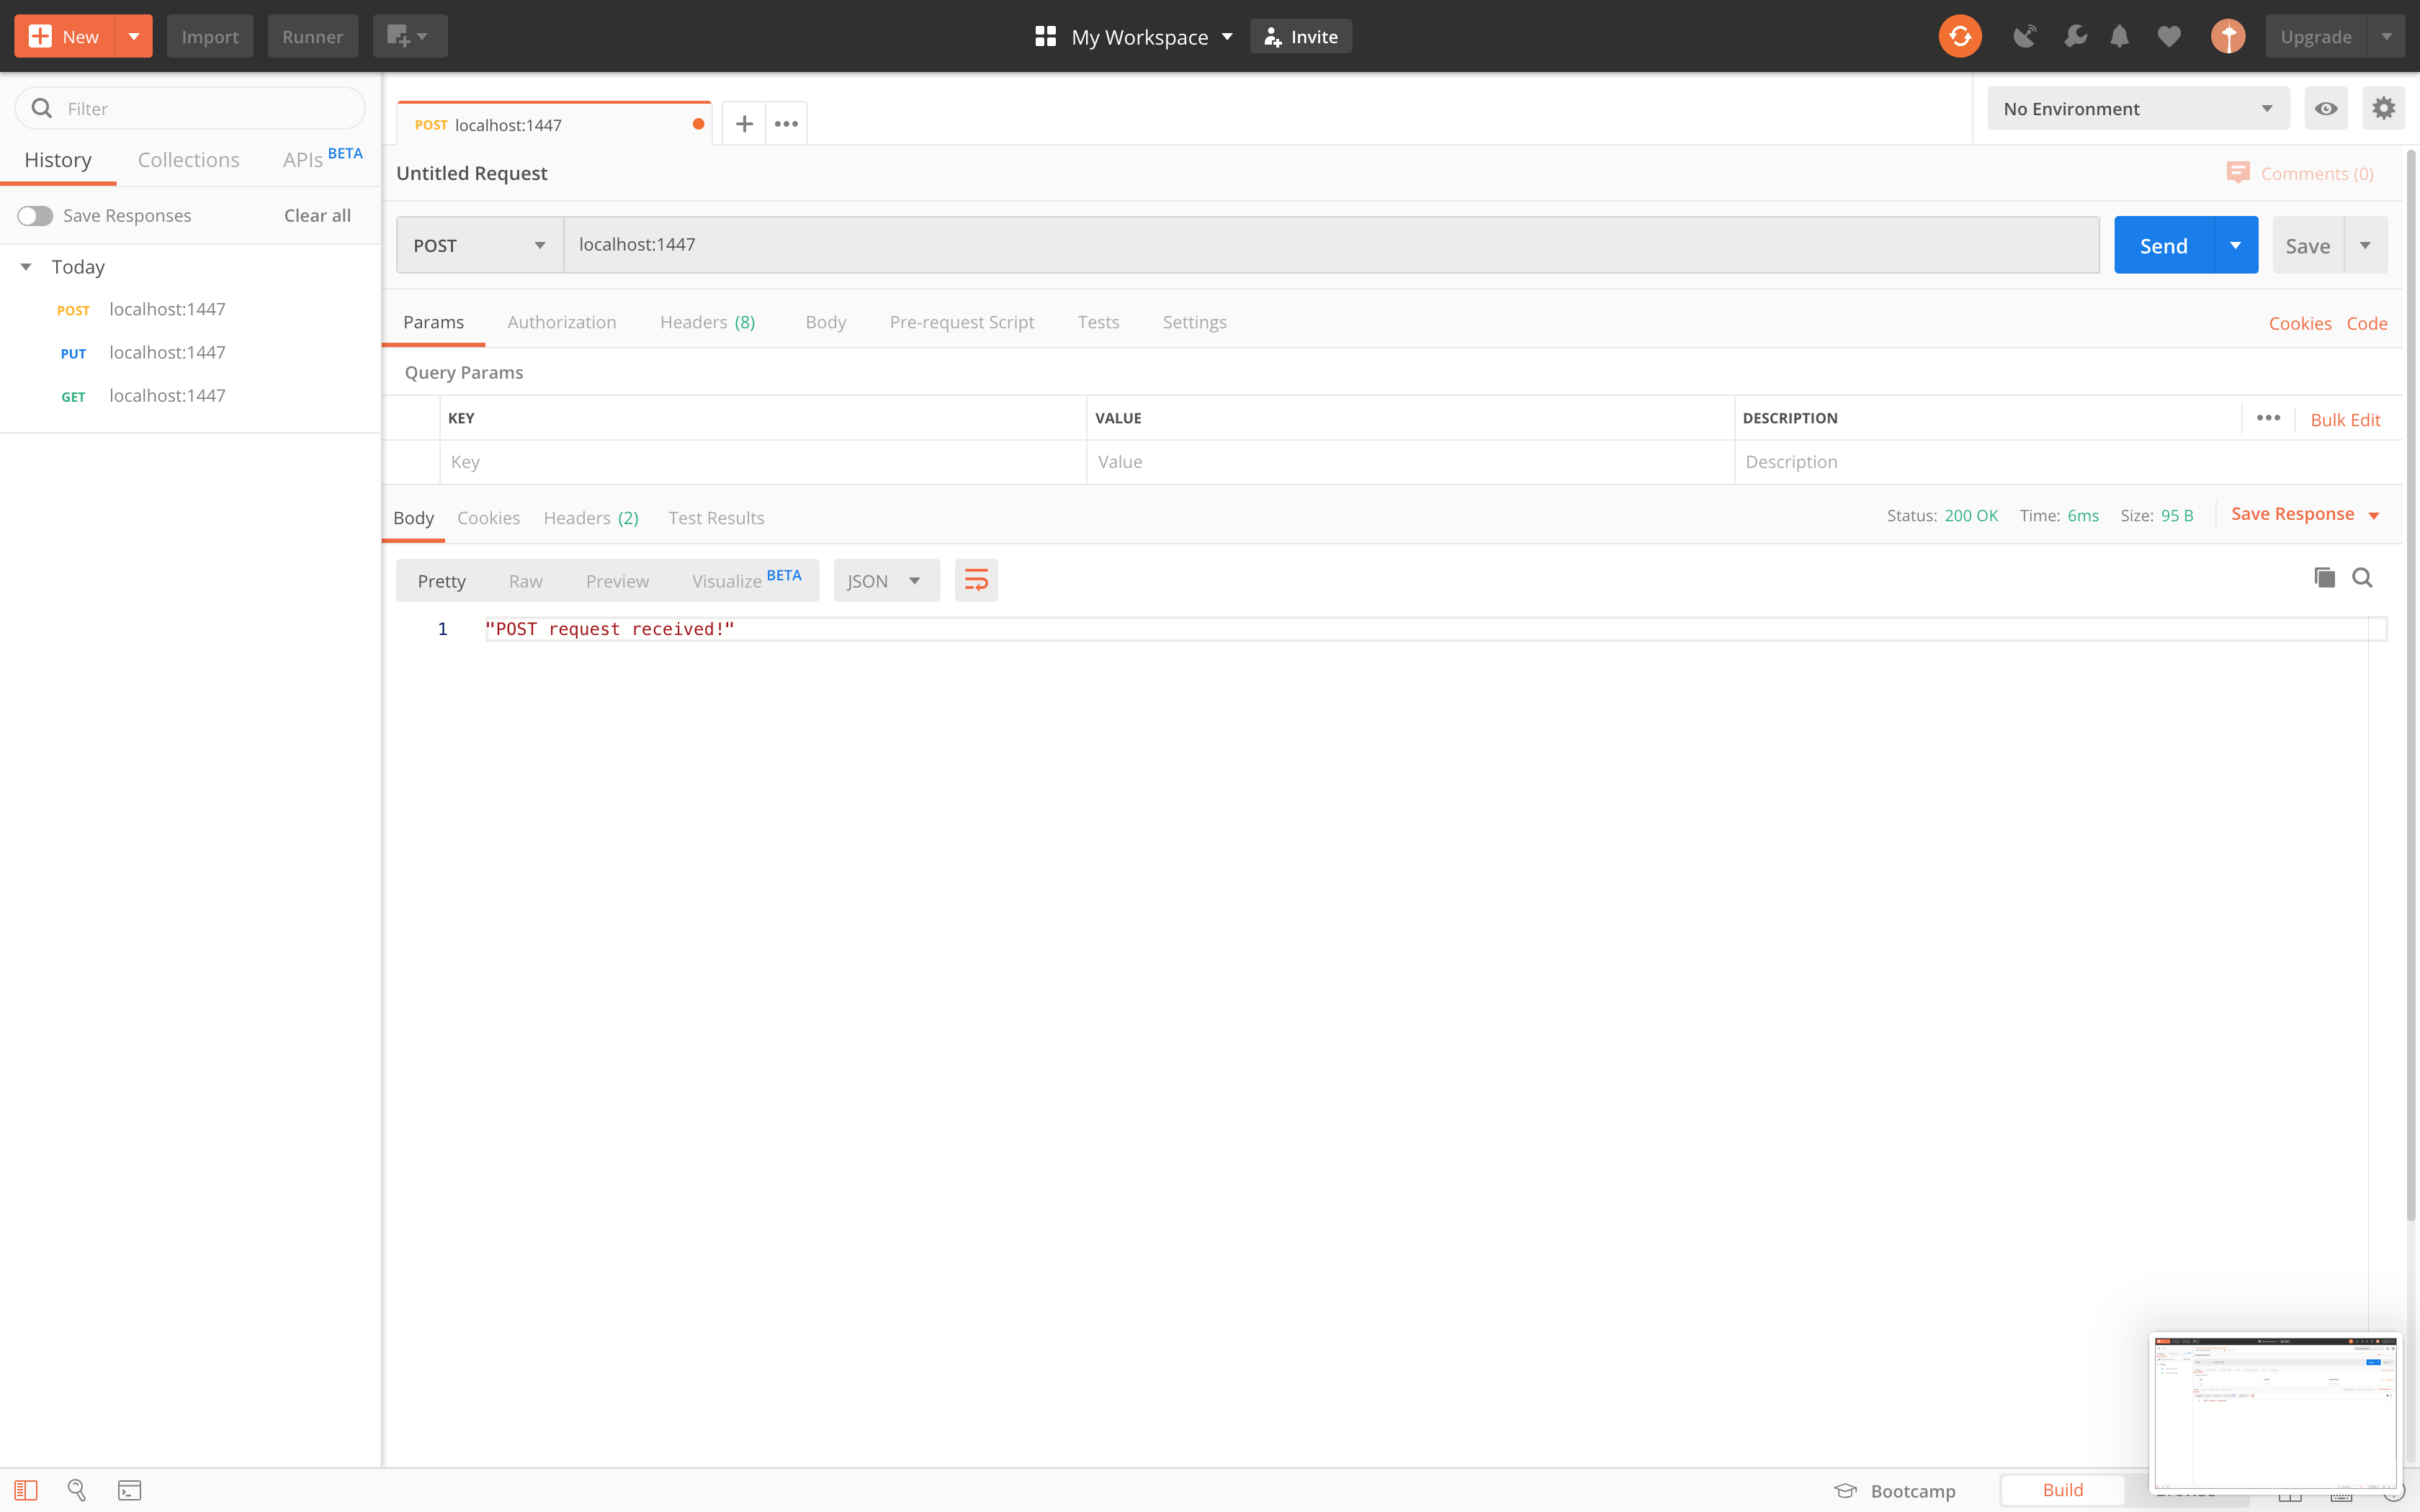 New Import Runner My Workspace Invite Upgrade
Filter
History Collections APIs BETA
Save Responses Clear all
Today
POST localhost:1447
PUT localhost:1447
GET localhost:1447
POST localhost:1447
No Environment
Untitled Request
Comments (0)
POST localhost:1447 Send Save
Params Authorization Headers (8) Body Pre-request Script Tests Settings Cookies Code
Query Params
KEY VALUE DESCRIPTION Bulk Edit
Key Value Description
Body Cookies Headers (2) Test Results Status: 200 OK Time: 6ms Size: 95 B Save Response
Pretty Raw Preview Visualize BETA JSON
1 "POST request received!"
Bootcamp Build